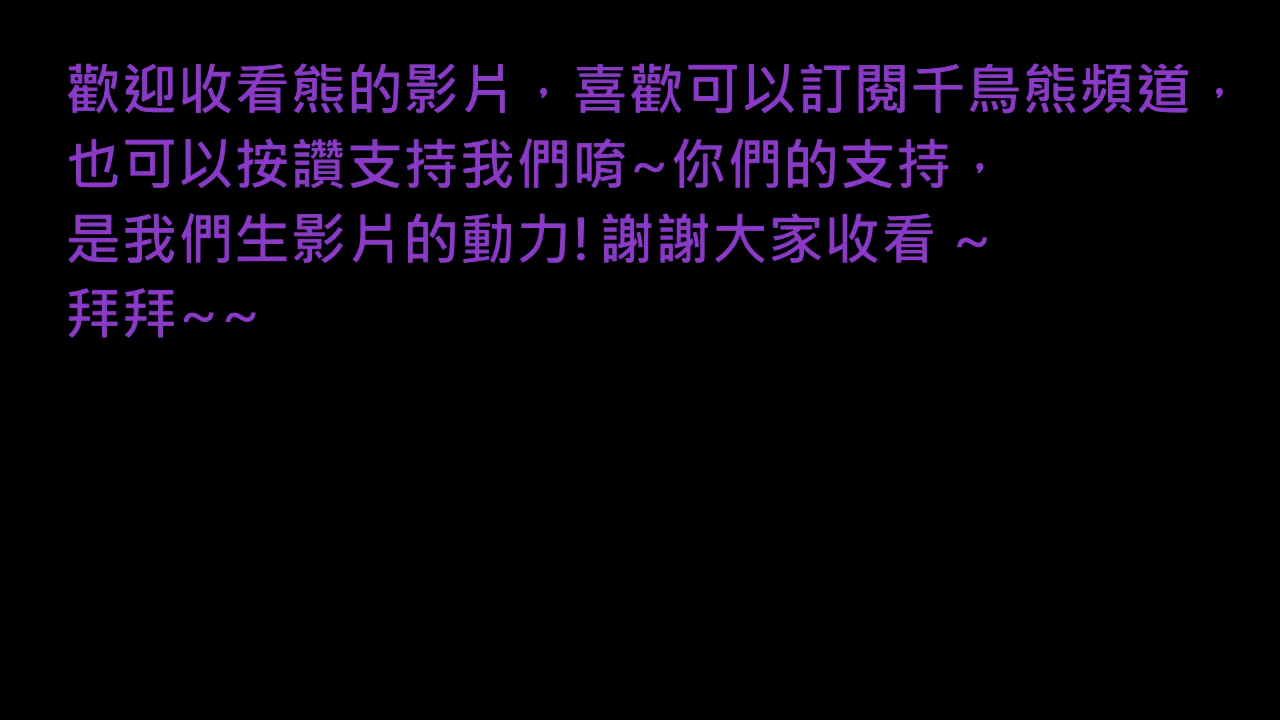 歡迎收看熊的影片，喜歡可以訂閱千鳥熊頻道，
也可以按讚支持我們唷~你們的支持，
是我們生影片的動力! 謝謝大家收看 ~
拜拜~~